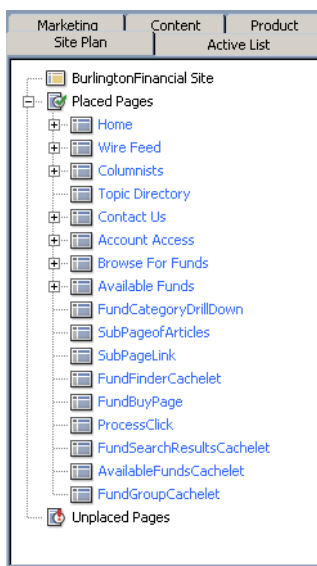 Marketing Content Product
Site Plan Active List
BurlingtonFinancial Site
Placed Pages
Home
Wire Feed
Columnists
Topic Directory
Contact Us
Account Access
Browse For Funds
Available Funds
FundCategoryDrillDown
SubPageofArticles
SubPageLink
FundFinderCachelet
FundBuyPage
ProcessClick
FundSearchResultsCachelet
AvailableFundsCachelet
FundGroupCachelet
Unplaced Pages